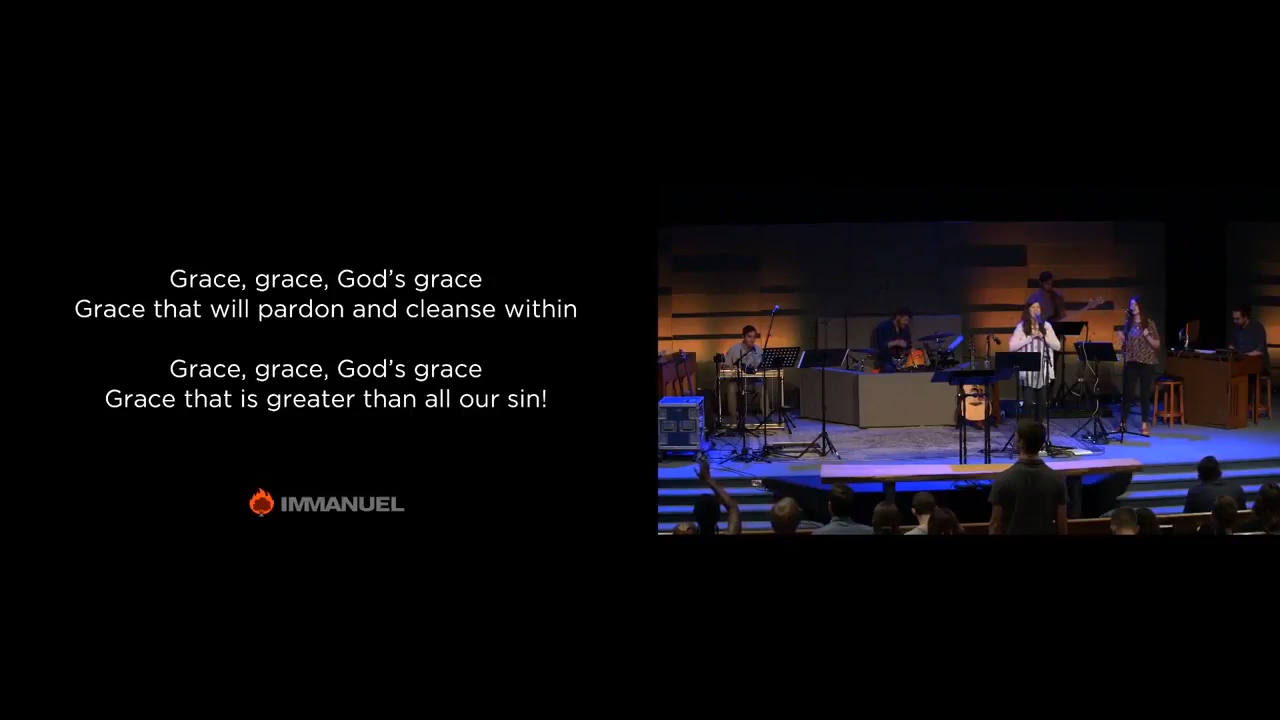 Grace, grace, God’s grace
Grace that will pardon and cleanse within
Grace, grace, God’s grace
Grace that is greater than all our sin!
IMMANUEL